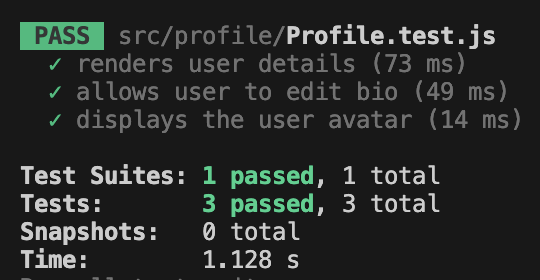 PASS src/profile/Profile.test.js
✓ renders user details (73 ms)
✓ allows user to edit bio (49 ms)
✓ displays the user avatar (14 ms)
Test Suites: 1 passed, 1 total
Tests: 3 passed, 3 total
Snapshots: 0 total
Time: 1.128 s